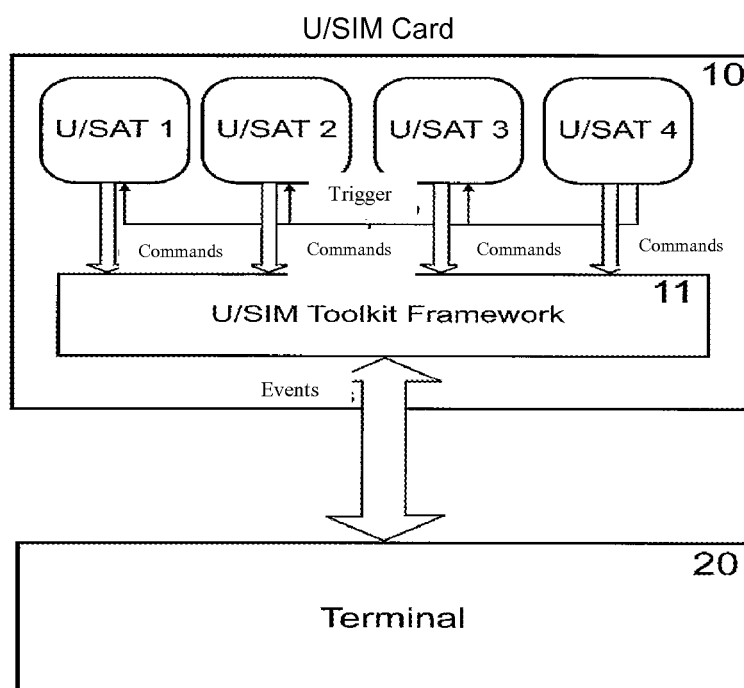 U/SIM Card
10
U/SAT 1
U/SAT 2
U/SAT 3
U/SAT 4
Trigger
Commands
Commands
Commands
Commands
11
U/SIM Toolkit Framework
Events
20
Terminal